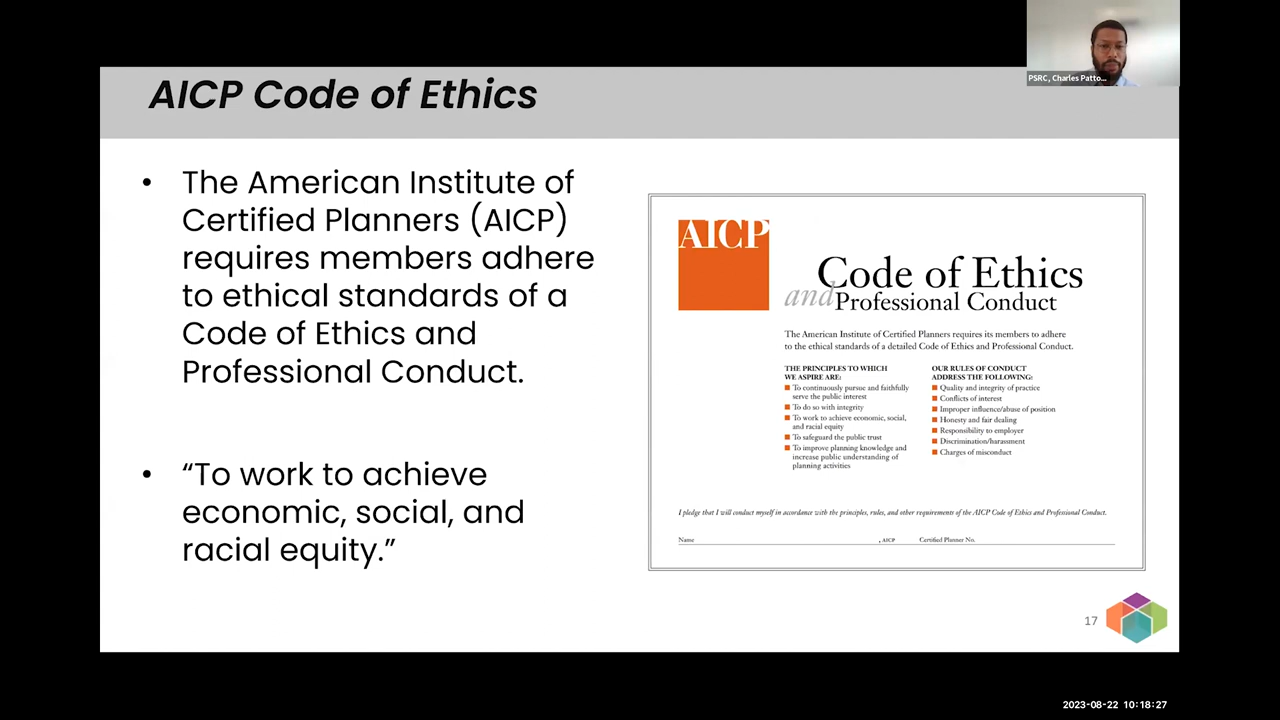 PSRC, Charles Patto...
AICP Code of Ethics
• The American Institute of
Certified Planners (AICP)
requires members adhere
to ethical standards of a
Code of Ethics and
Professional Conduct.
• “To work to achieve
economic, social, and
racial equity.”
AICP
Code of Ethics
and Professional Conduct
The American Institute of Certified Planners requires its members to adhere
to the ethical standards of a detailed Code of Ethics and Professional Conduct.
THE PRINCIPLES TO WHICH
WE ASPIRE ARE:
To continuously pursue and faithfully
serve the public interest
To do so with integrity
To work to achieve economic, social,
and racial equity
To safeguard the public trust
To improve planning knowledge and
increase public understanding of
planning activities
OUR RULES OF CONDUCT
ADDRESS THE FOLLOWING:
Quality and integrity of practice
Conflicts of interest
Improper influence/abuse of position
Honesty and fair dealing
Responsibility to employer
Discrimination/harassment
Charges of misconduct
I pledge that I will conduct myself in accordance with the principles, rules, and other requirements of the AICP Code of Ethics and Professional Conduct.
Name , AICP Certified Planner No.
17
2023-08-22 10:18:27